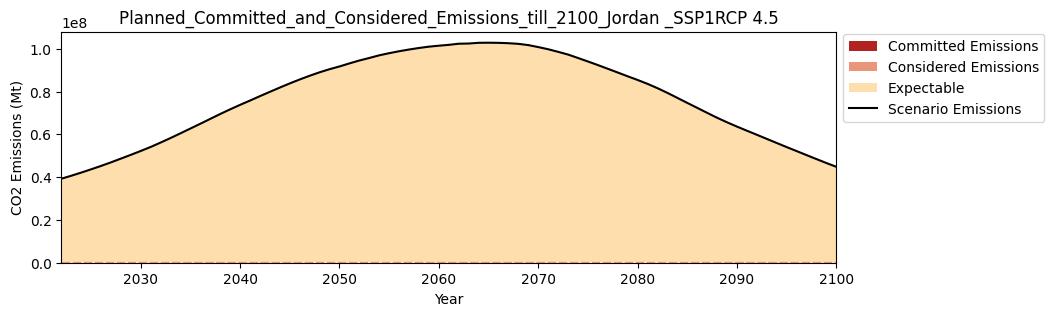 Planned_Committed_and_Considered_Emissions_till_2100_Jordan _SSP1RCP 4.5
1e8
1.0
0.8
0.6
0.4
0.2
0.0
CO2 Emissions (Mt)
2030 2040 2050 2060 2070 2080 2090 2100
Year
Committed Emissions
Considered Emissions
Expectable
Scenario Emissions